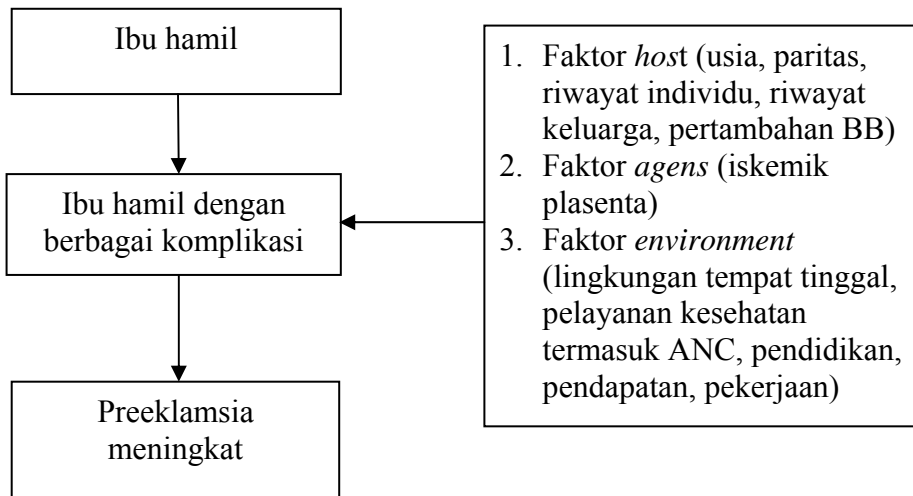 Ibu hamil
Ibu hamil dengan
berbagai komplikasi
Preeklamsia
meningkat
1. Faktor host (usia, paritas,
riwayat individu, riwayat
keluarga, pertambahan BB)
2. Faktor agens (iskemik
plasenta)
3. Faktor environment
(lingkungan tempat tinggal,
pelayanan kesehatan
termasuk ANC, pendidikan,
pendapatan, pekerjaan)